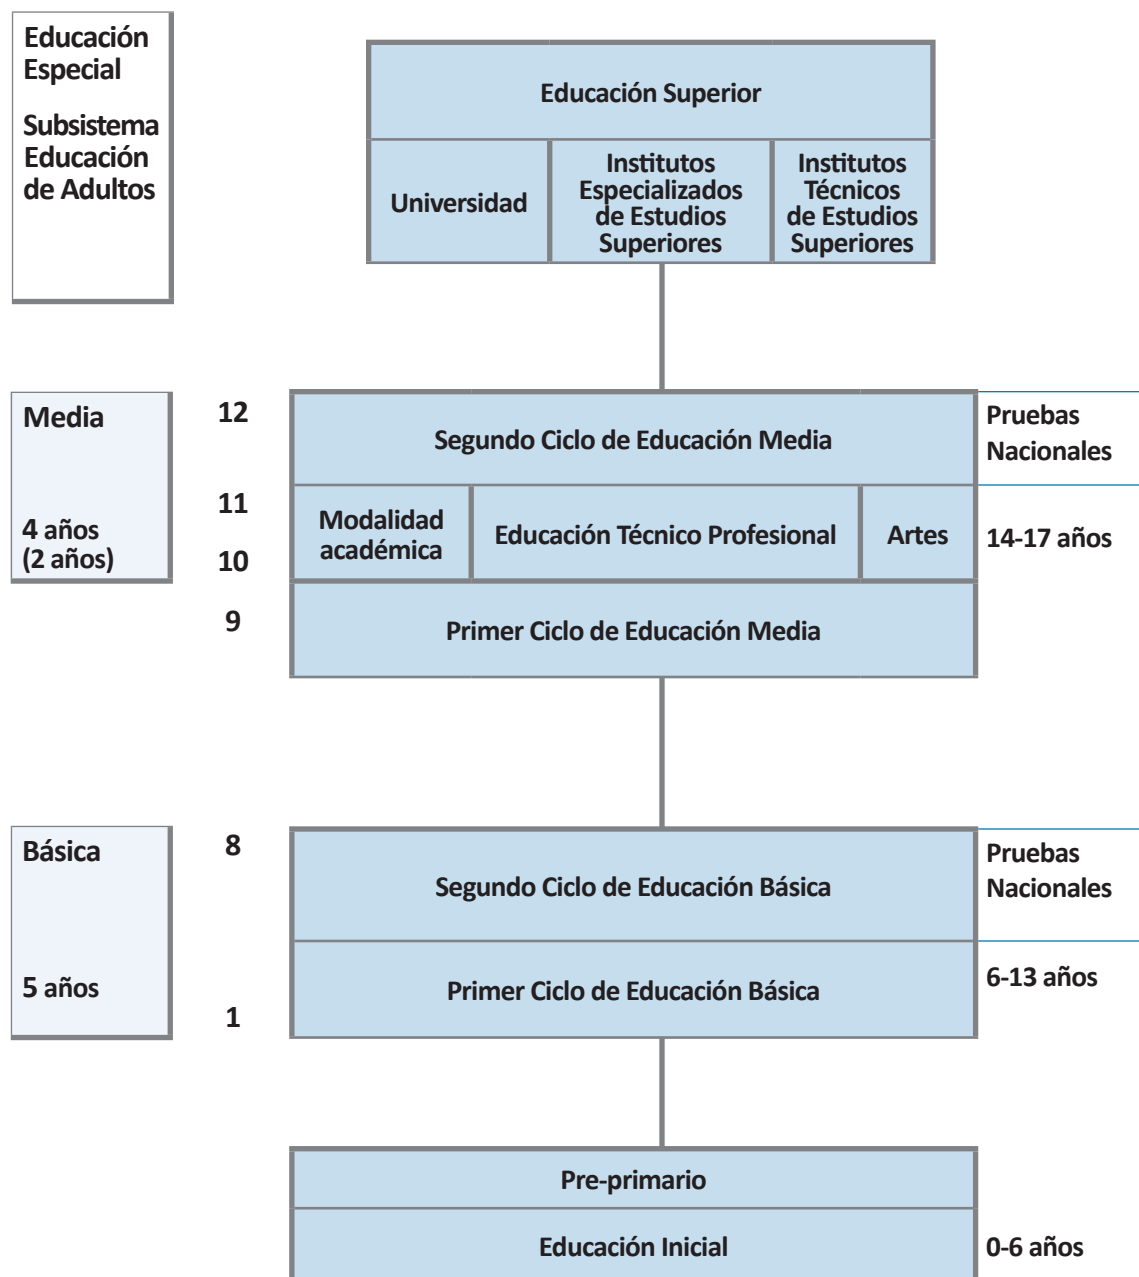 Educación
Especial
Subsistema
Educación
de Adultos
Educación Superior
Universidad
Institutos
Especializados
de Estudios
Superiores
Institutos
Técnicos
de Estudios
Superiores
Media
4 años
(2 años)
12
11
10
9
Segundo Ciclo de Educación Media
Modalidad
académica
Educación Técnico Profesional
Artes
Primer Ciclo de Educación Media
Pruebas
Nacionales
14-17 años
Básica
5 años
8
1
Segundo Ciclo de Educación Básica
Primer Ciclo de Educación Básica
Pruebas
Nacionales
6-13 años
Pre-primario
Educación Inicial
0-6 años